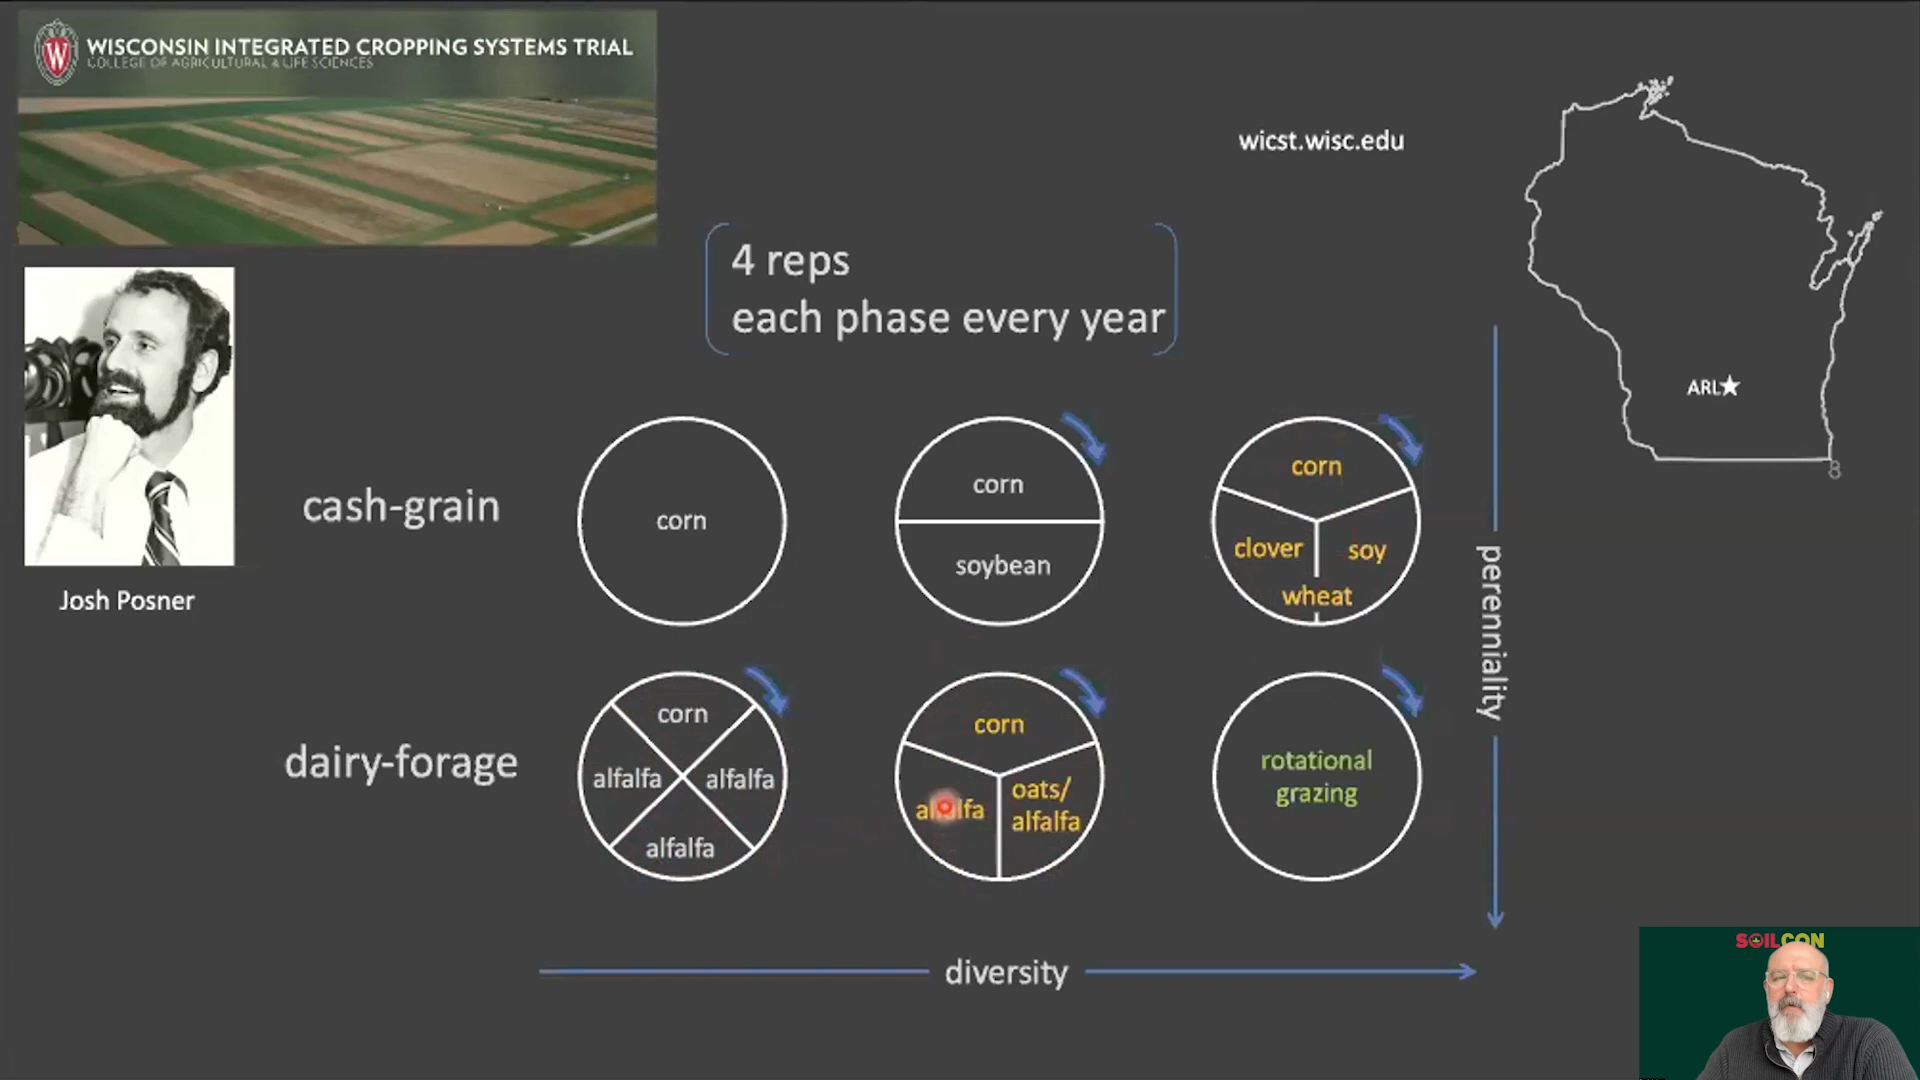 WISCONSIN INTEGRATED CROPPING SYSTEMS TRIAL
COLLEGE OF AGRICULTURAL & LIFE SCIENCES
wicst.wisc.edu
4 reps
each phase every year
ARL
8
Josh Posner
cash-grain
corn
corn
soybean
corn
clover
soy
wheat
perenniality
dairy-forage
corn
alfalfa
alfalfa
alfalfa
corn
alfalfa
oats/
alfalfa
rotational
grazing
diversity
SOILCON
W